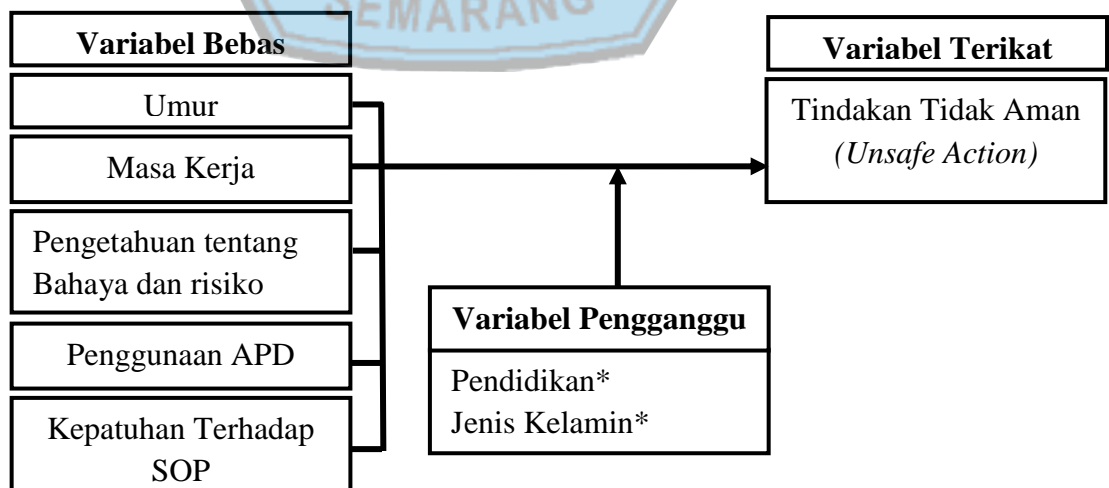 SEMARANG
Variabel Bebas
Umur
Masa Kerja
Pengetahuan tentang
Bahaya dan risiko
Penggunaan APD
Kepatuhan Terhadap
SOP
Variabel Terikat
Tindakan Tidak Aman
(Unsafe Action)
Variabel Pengganggu
Pendidikan*
Jenis Kelamin*